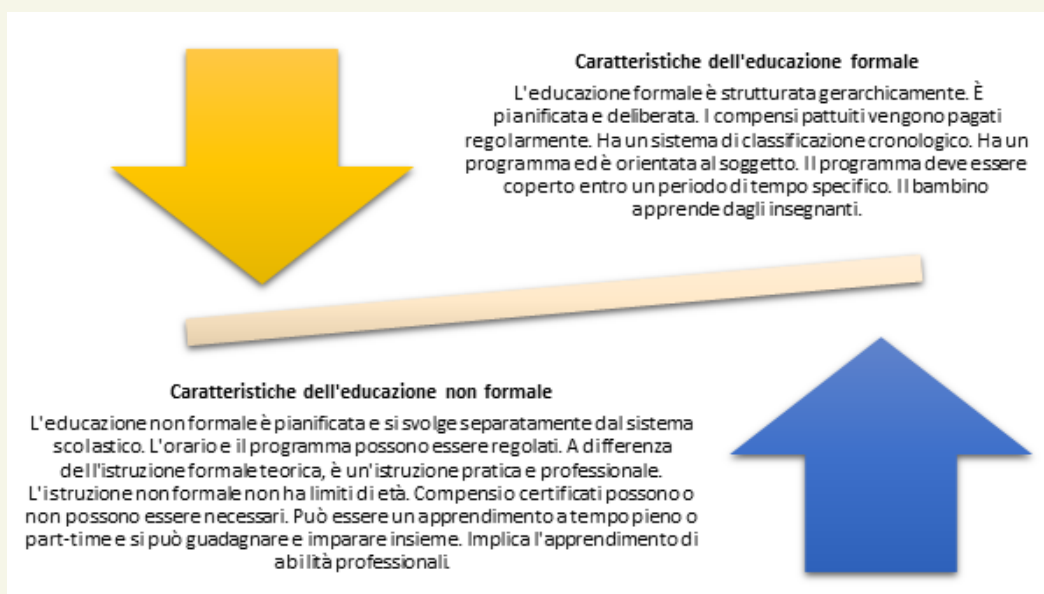 Caratteristiche dell'educazione formale
L'educazione formale è strutturata gerarchicamente. È
pianificata e deliberata. I compensi pattuiti vengono pagati
regolarmente. Ha un sistema di classificazione cronologico. Ha un
programma ed è orientata al soggetto. Il programma deve essere
coperto entro un periodo di tempo specifico. Il bambino
apprende dagli insegnanti.
Caratteristiche dell'educazione non formale
L'educazione non formale è pianificata e si svolge separatamente dal sistema
scolastico. L'orario e il programma possono essere regolati. A differenza
dell'istruzione formale teorica, è un'istruzione pratica e professionale.
L'istruzione non formale non ha limiti di età. Compensi o certificati possono o
non possono essere necessari. Può essere un apprendimento a tempo pieno o
part-time e si può guadagnare e imparare insieme. Implica l'apprendimento di
abilità professionali.